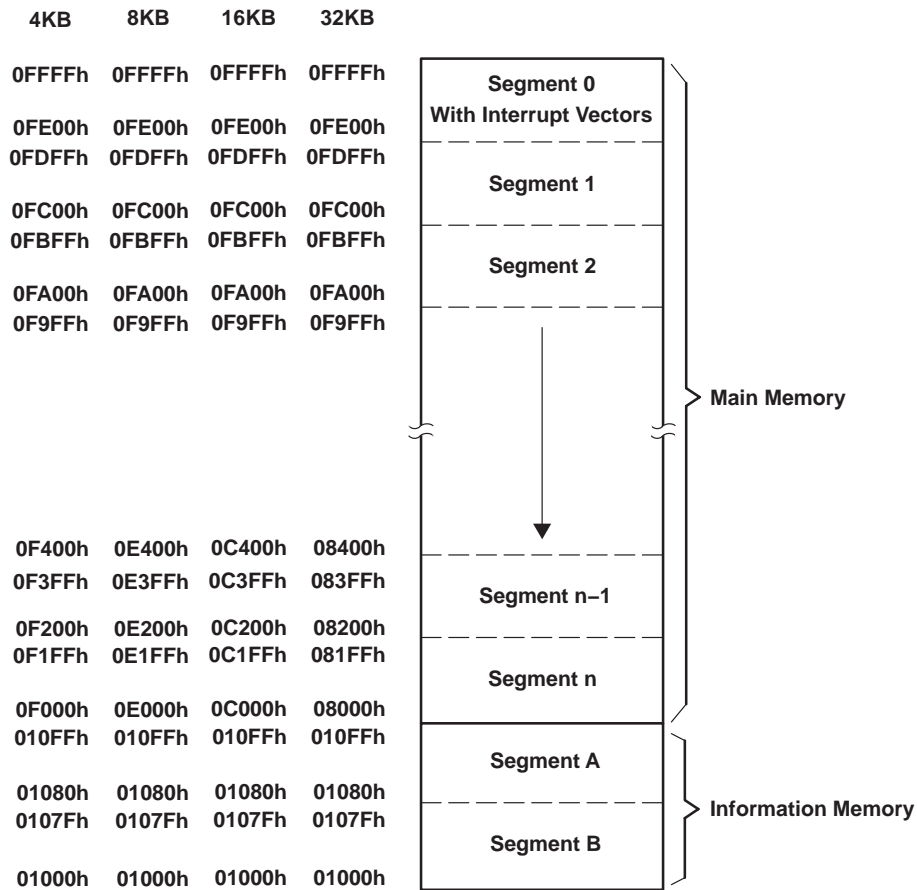 4KB 8KB 16KB 32KB
0FFFFh 0FFFFh 0FFFFh 0FFFFh
Segment 0
With Interrupt Vectors
0FE00h 0FE00h 0FE00h 0FE00h
0FDFFh 0FDFFh 0FDFFh 0FDFFh
Segment 1
0FC00h 0FC00h 0FC00h 0FC00h
0FBFFh 0FBFFh 0FBFFh 0FBFFh
Segment 2
0FA00h 0FA00h 0FA00h 0FA00h
0F9FFh 0F9FFh 0F9FFh 0F9FFh
Main Memory
0F400h 0E400h 0C400h 08400h
0F3FFh 0E3FFh 0C3FFh 083FFh
Segment n−1
0F200h 0E200h 0C200h 08200h
0F1FFh 0E1FFh 0C1FFh 081FFh
Segment n
0F000h 0E000h 0C000h 08000h
010FFh 010FFh 010FFh 010FFh
Segment A
01080h 01080h 01080h 01080h
0107Fh 0107Fh 0107Fh 0107Fh
Information Memory
Segment B
01000h 01000h 01000h 01000h